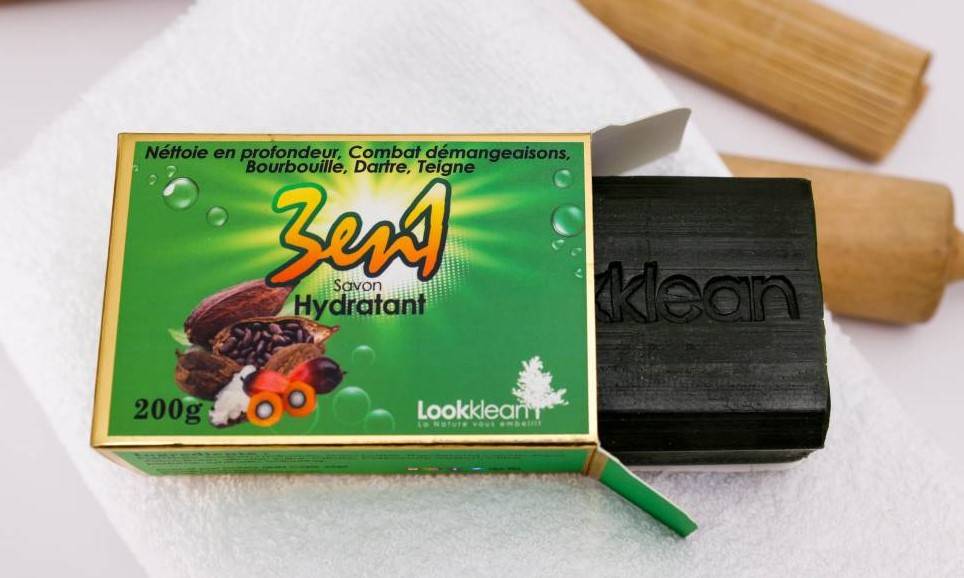 Néttoie en profondeur, Combat démangeaisons,
Bourbouille, Dartre, Teigne
3en1
Savon
Hydratant
200g
Lookklean
La Nature vous embellit
kklean